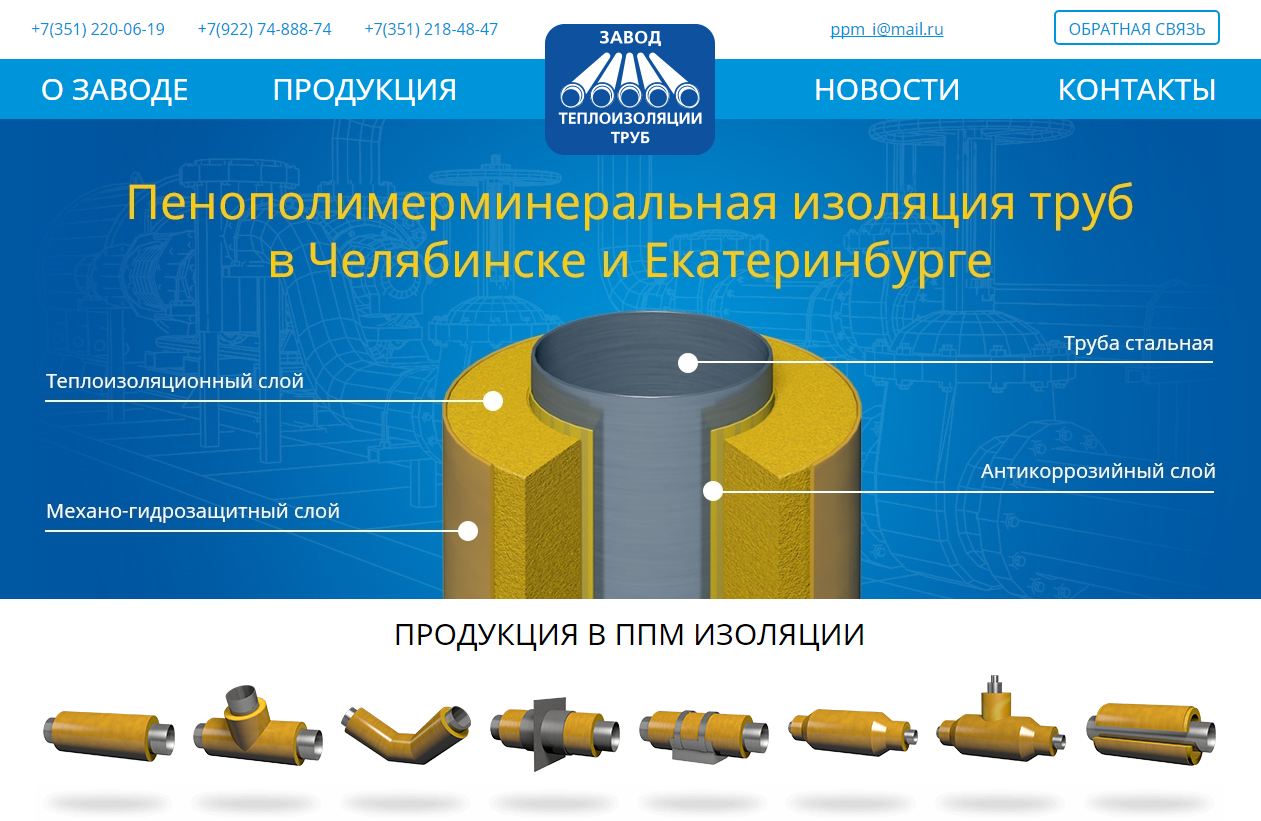 +7(351) 220-06-19
+7(922) 74-888-74
+7(351) 218-48-47
ppm_i@mail.ru
ОБРАТНАЯ СВЯЗЬ
О ЗАВОДЕ
ПРОДУКЦИЯ
ЗАВОД
ТЕПЛОИЗОЛЯЦИИ
ТРУБ
НОВОСТИ
КОНТАКТЫ
Пенополимерминеральная изоляция труб
в Челябинске и Екатеринбурге
Труба стальная
Теплоизоляционный слой
Антикоррозийный слой
Механо-гидрозащитный слой
ПРОДУКЦИЯ В ППМ ИЗОЛЯЦИИ